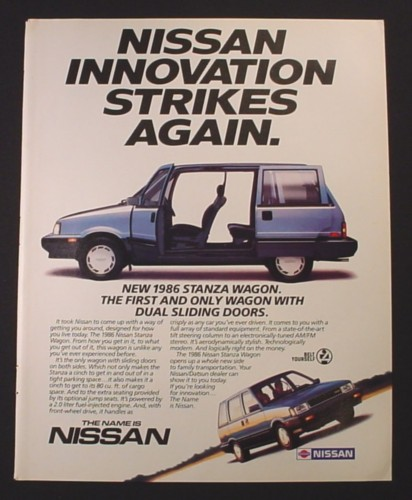 NISSAN
INNOVATION
STRIKES
AGAIN.
NEW 1986 STANZA WAGON.
THE FIRST AND ONLY WAGON WITH
DUAL SLIDING DOORS.
It took Nissan to come up with a way of
getting you around, designed for how
you live today. The 1986 Nissan Stanza
Wagon. From how you get in it, to what
you get out of it, this wagon is unlike any
you've ever experienced before.
It's the only wagon with sliding doors
on both sides. Which not only makes the
Stanza a cinch to get in and out of in a
tight parking space... it also makes it a
cinch to get to its 80 cu. ft. of cargo
space. And to the extra seating provided
by its optional jump seats. It's powered by
a 2.0 liter fuel-injected engine. And, with
front-wheel drive, it handles as
crisply as any car you've ever driven. It comes to you with a
full array of standard equipment. From a state-of-the-art
tilt steering column to an electronically-tuned AM/FM
stereo. It's aerodynamically stylish. Technologically
modern. And logically right on the money.
The 1986 Nissan Stanza Wagon
opens up a whole new side
to family transportation. Your
Nissan/Datsun dealer can
show it to you today
if you're looking
for innovation...
The Name
is Nissan.
BELT
YOURSELF
THE NAME IS
NISSAN
NISSAN